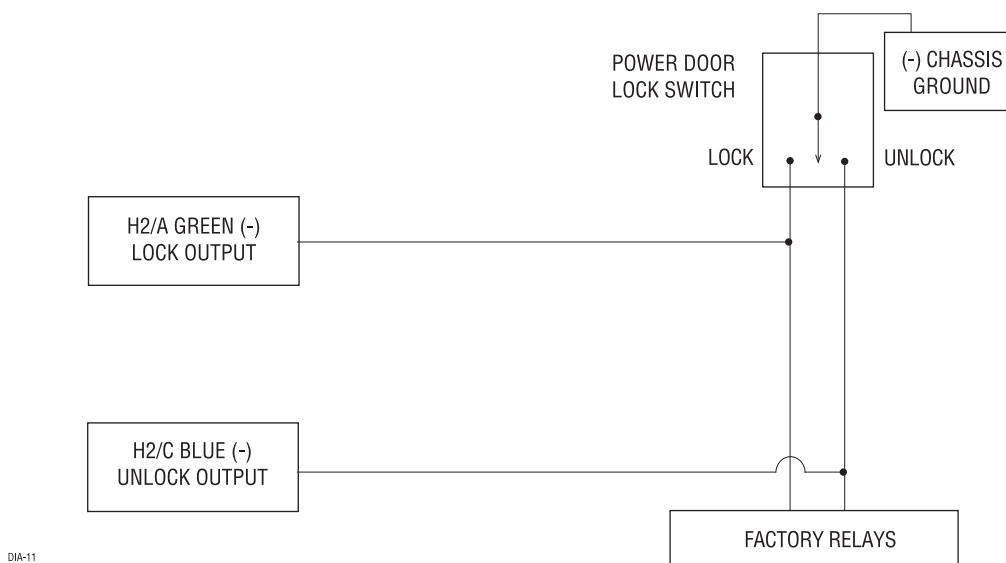 POWER DOOR
LOCK SWITCH
(-) CHASSIS
GROUND
LOCK
UNLOCK
H2/A GREEN (-)
LOCK OUTPUT
H2/C BLUE (-)
UNLOCK OUTPUT
FACTORY RELAYS
DIA-11